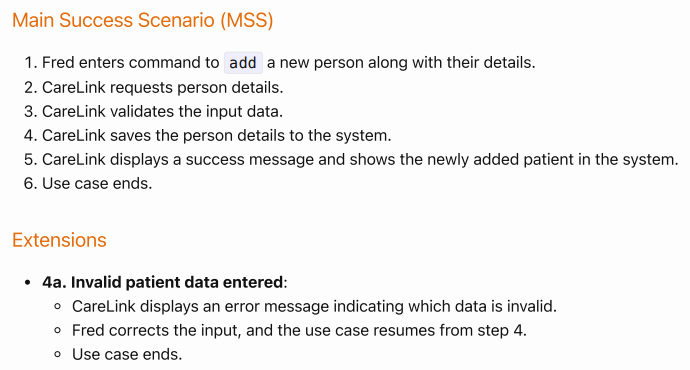 Main Success Scenario (MSS)
1. Fred enters command to add a new person along with their details.
2. CareLink requests person details.
3. CareLink validates the input data.
4. CareLink saves the person details to the system.
5. CareLink displays a success message and shows the newly added patient in the system.
6. Use case ends.
Extensions
• 4a. Invalid patient data entered:
◦ CareLink displays an error message indicating which data is invalid.
◦ Fred corrects the input, and the use case resumes from step 4.
◦ Use case ends.